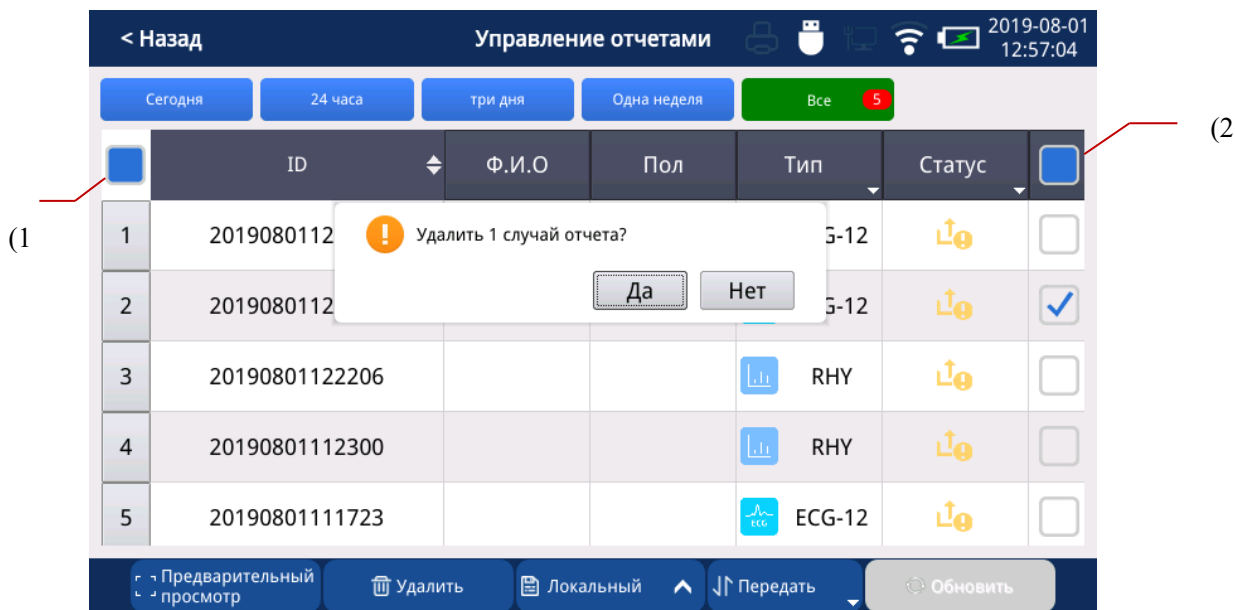 < Назад Управление отчетами 2019-08-01
12:57:04
Сегодня 24 часа три дня Одна неделя Все 5
(2
ID Ф.И.О Пол Тип Статус
(1
Удалить 1 случай отчета?
Да Нет
1 2019080112 G-12
2 2019080112 G-12
3 20190801122206 RHY
4 20190801112300 RHY
5 20190801111723 ECG ECG-12
Предварительный
просмотр
Удалить Локальный Передать Обновить